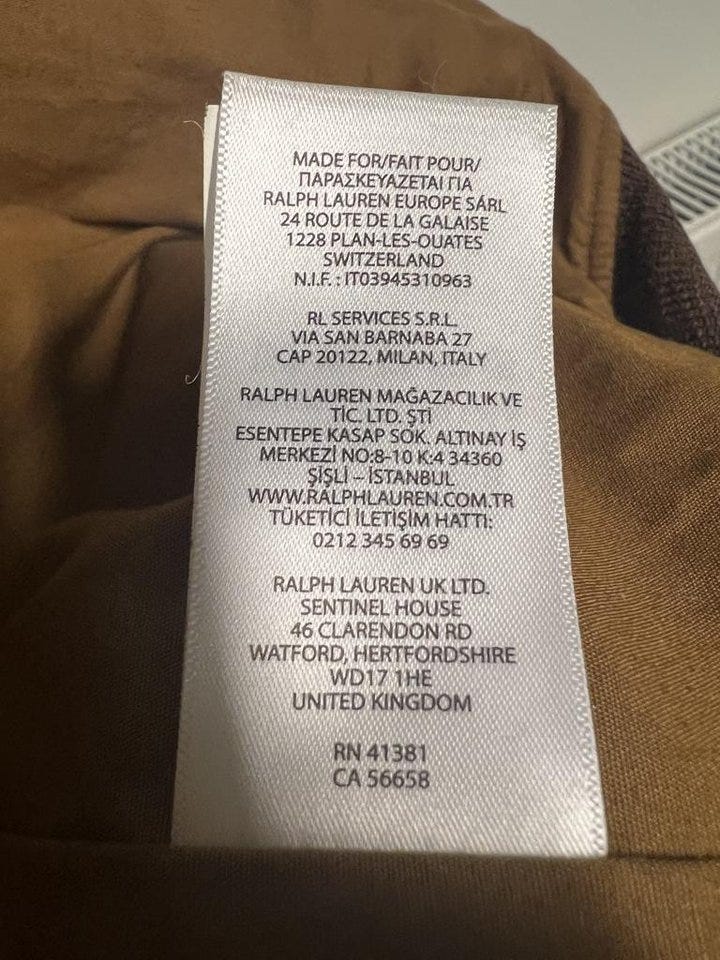 MADE FOR/FAIT POUR/
ΠΑΡΑΣΚΕΥΑΖΕΤΑΙ ΓΙΑ
RALPH LAUREN EUROPE SÁRL
24 ROUTE DE LA GALAISE
1228 PLAN-LES-OUATES
SWITZERLAND
N.I.F. : IT03945310963
RL SERVICES S.R.L.
VIA SAN BARNABA 27
CAP 20122, MILAN, ITALY
RALPH LAUREN MAĞAZACILIK VE
TİC. LTD. ŞTİ
ESENTEPE KASAP SOK. ALTINAY İŞ
MERKEZİ NO:8-10 K:4 34360
ŞİŞLİ – İSTANBUL
WWW.RALPHLAUREN.COM.TR
TÜKETİCİ İLETİŞİM HATTI:
0212 345 69 69
RALPH LAUREN UK LTD.
SENTINEL HOUSE
46 CLARENDON RD
WATFORD, HERTFORDSHIRE
WD17 1HE
UNITED KINGDOM
RN 41381
CA 56658